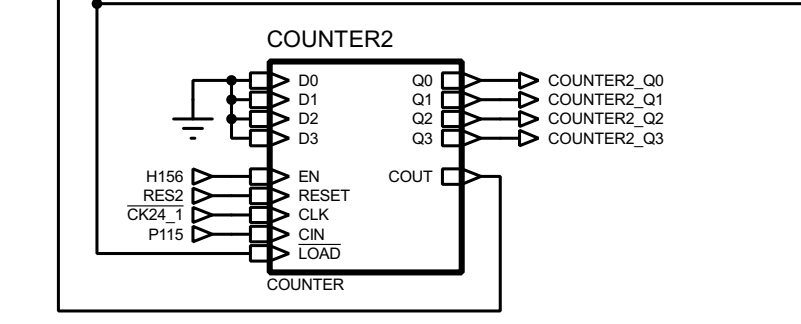 COUNTER2
D0 Q0 COUNTER2_Q0
D1 Q1 COUNTER2_Q1
D2 Q2 COUNTER2_Q2
D3 Q3 COUNTER2_Q3
H156 EN COUT
RES2 RESET
CK24_1 CLK
P115 CIN
LOAD
COUNTER